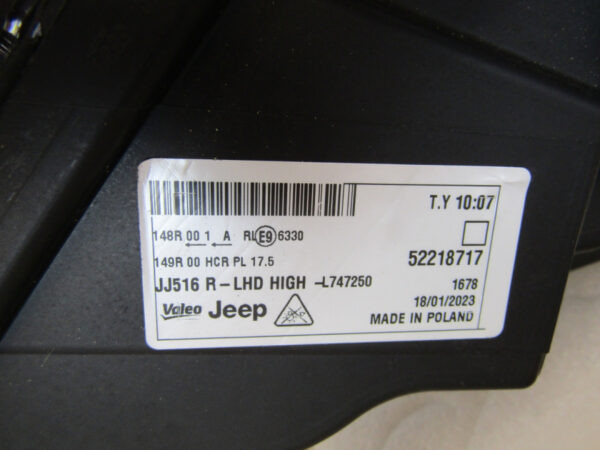 T.Y 10:07
148R 00 1 A RL E9 6330
149R 00 HCR PL 17.5
52218717
JJ516 R-LHD HIGH -L747250
1678
18/01/2023
Valeo Jeep
MADE IN POLAND